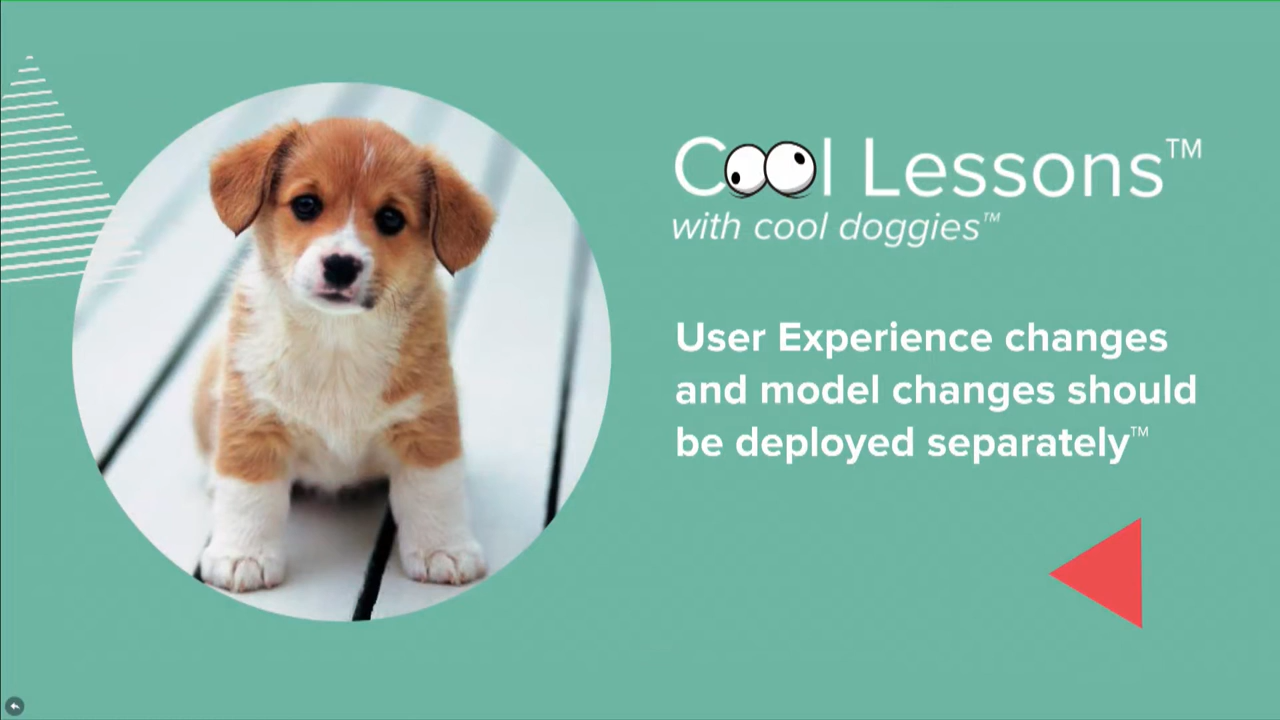 Cool Lessons™
with cool doggies™
User Experience changes
and model changes should
be deployed separately™